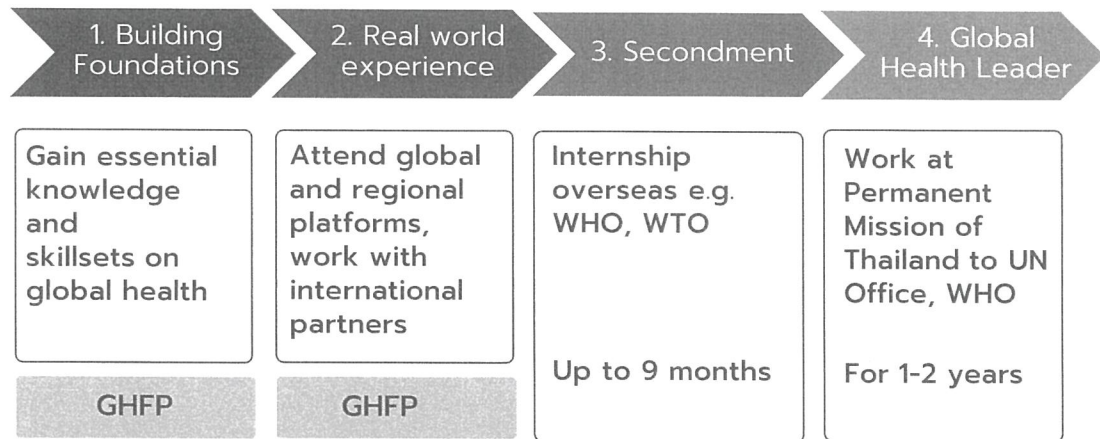 1. Building
Foundations
2. Real world
experience
3. Secondment
4. Global
Health Leader
Gain essential
knowledge
and
skillsets on
global health
GHFP
Attend global
and regional
platforms,
work with
international
partners
GHFP
Internship
overseas e.g.
WHO, WTO
Up to 9 months
Work at
Permanent
Mission of
Thailand to UN
Office, WHO
For 1-2 years